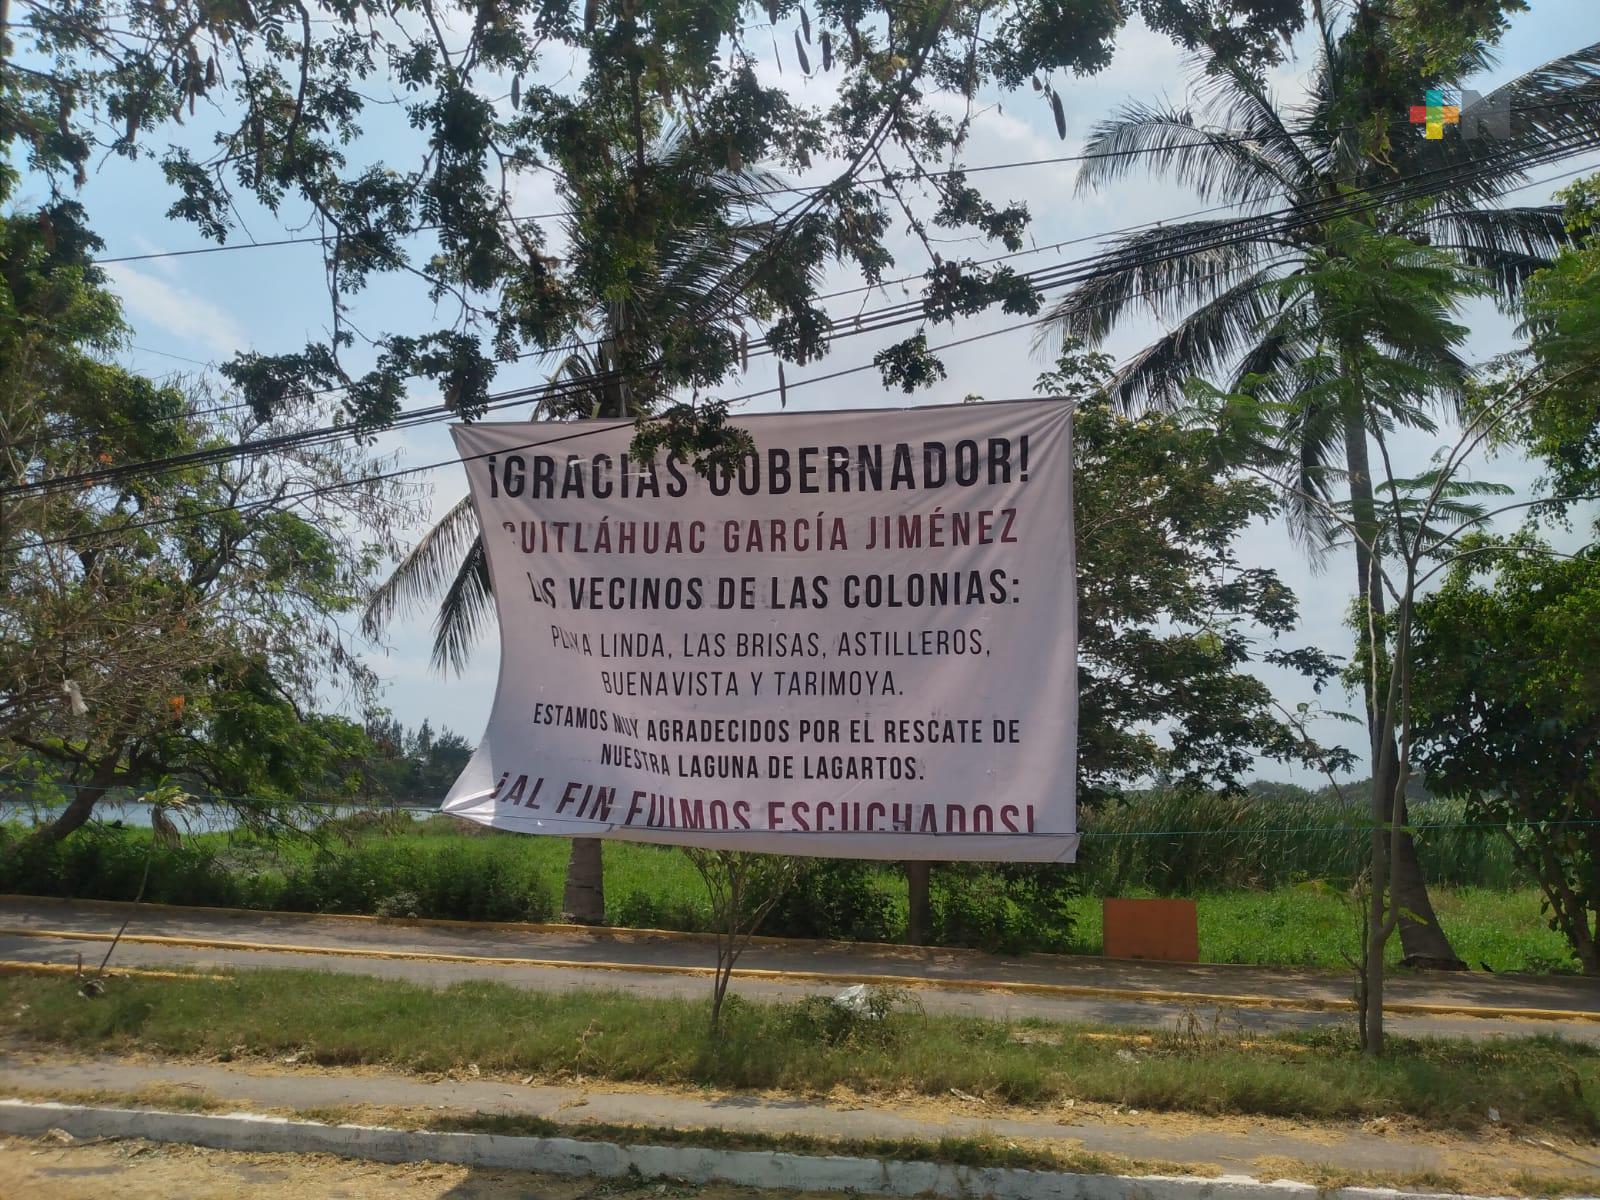 ¡GRACIAS GOBERNADOR!
CUITLÁHUAC GARCÍA JIMÉNEZ
VECINOS DE LAS COLONIAS:
PLAYA LINDA, LAS BRISAS, ASTILLEROS,
BUENAVISTA Y TARIMOYA.
ESTAMOS MUY AGRADECIDOS POR EL RESCATE DE
NUESTRA LAGUNA DE LAGARTOS.
¡AL FIN FUIMOS ESCUCHADOS!